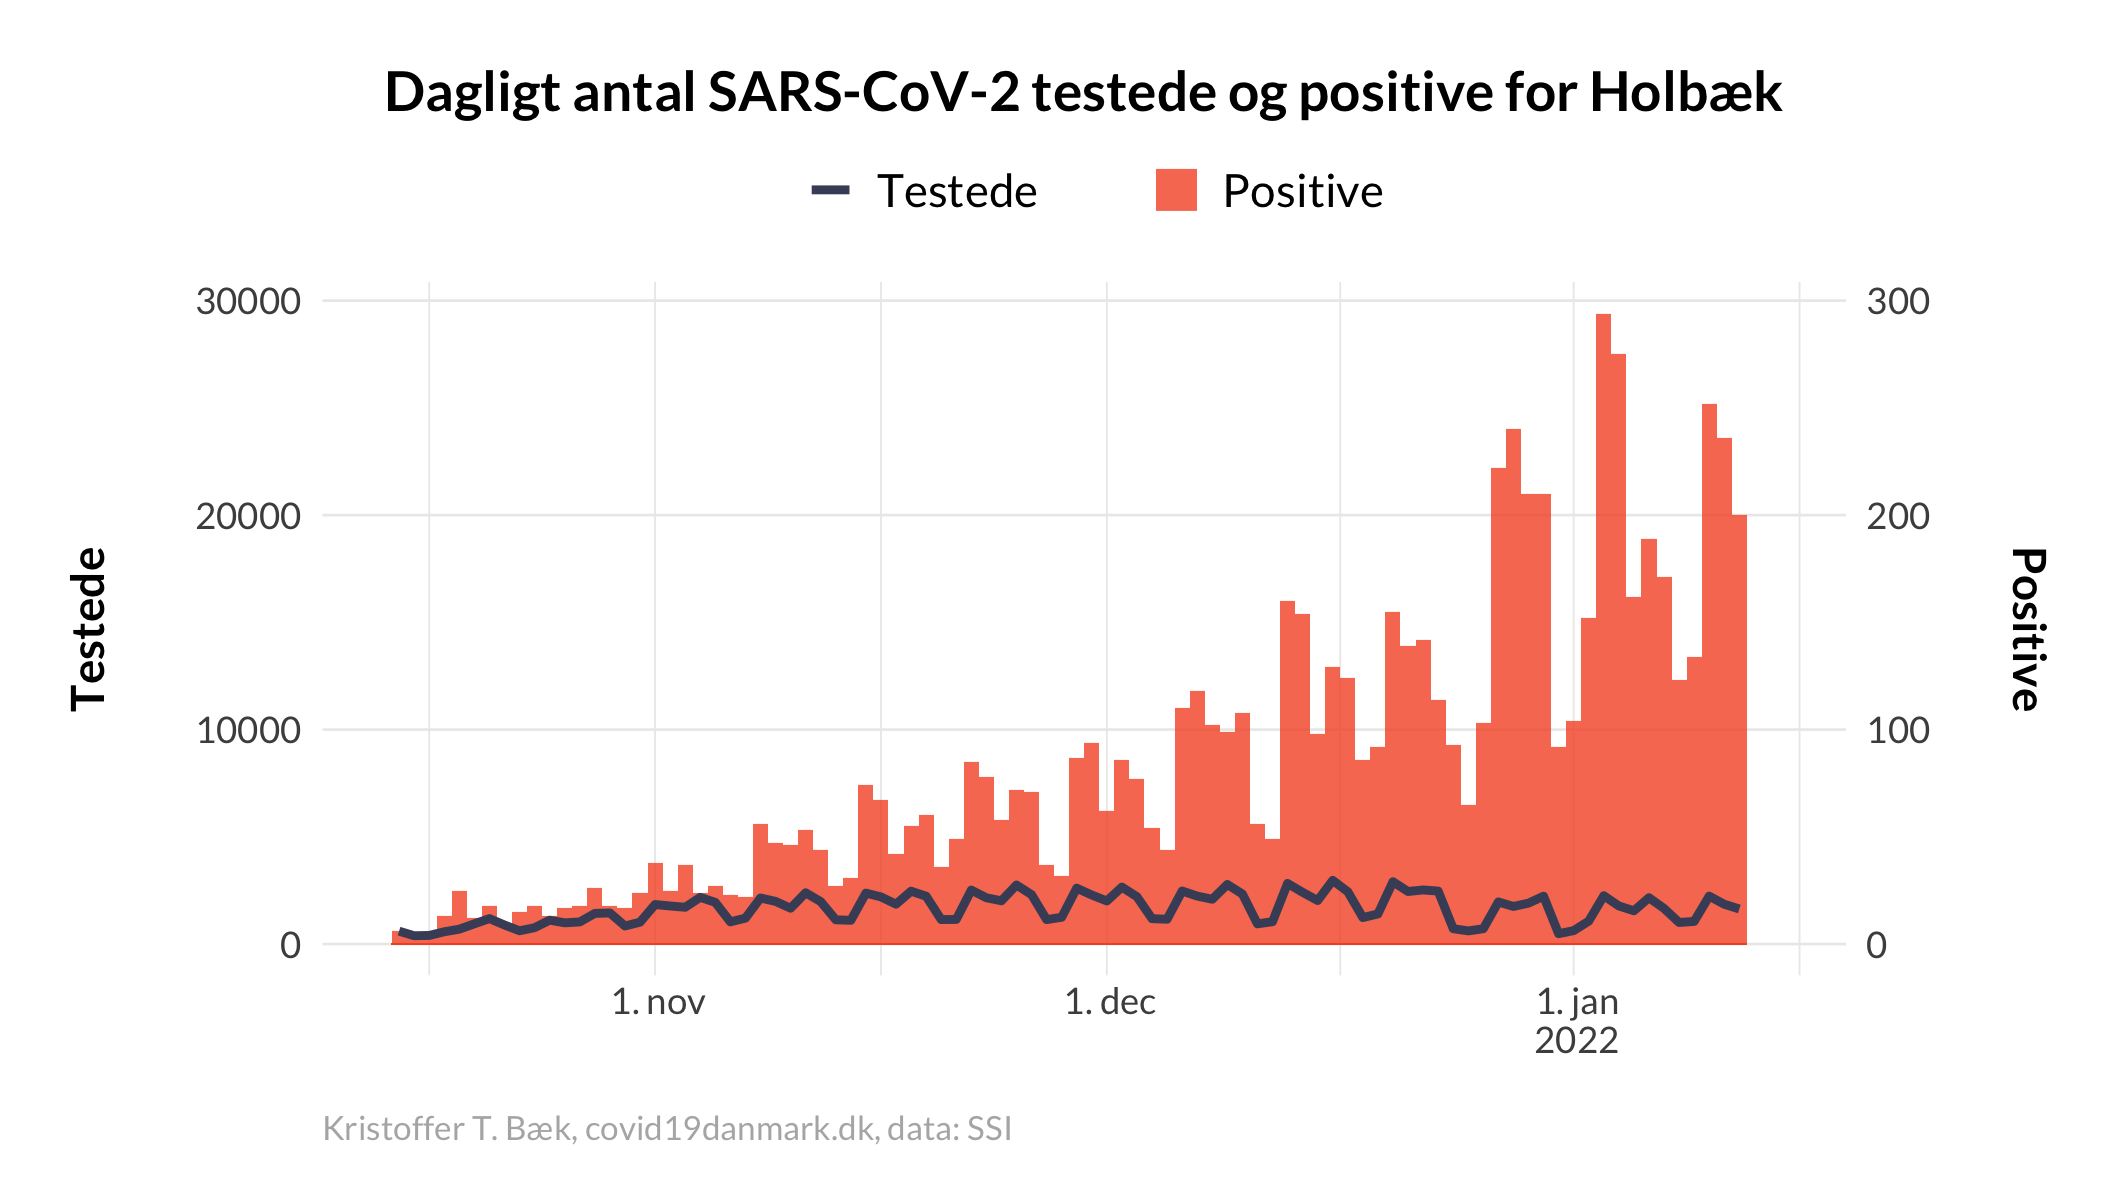 Dagligt antal SARS-CoV-2 testede og positive for Holbæk
Testede
Positive
30000
20000
10000
0
300
200
100
0
Testede
Positive
1. nov
1. dec
1. jan
2022
Kristoffer T. Bæk, covid19danmark.dk, data: SSI